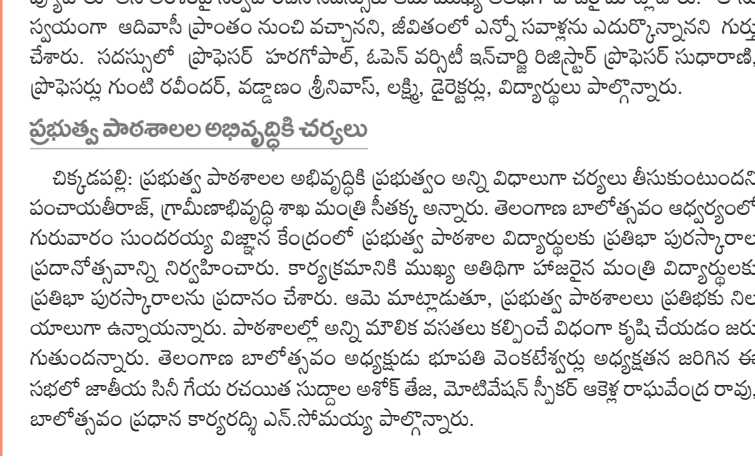 స్వయంగా ఆదివాసీ ప్రాంతం నుంచి వచ్చానని, జీవితంలో ఎన్నో సవాళ్లను ఎదుర్కొన్నానని గుర్తు
చేశారు. సదస్సులో ప్రొఫెసర్ హరగోపాల్, ఓపెన్ వర్సిటీ ఇన్‌చార్జి రిజిస్ట్రార్ ప్రొఫెసర్ సుధారాణి,
ప్రొఫెసర్లు గుంటి రవీందర్, వడ్డాణం శ్రీనివాస్, లక్ష్మి, డైరెక్టర్లు, విద్యార్థులు పాల్గొన్నారు.
ప్రభుత్వ పాఠశాలల అభివృద్ధికి చర్యలు
చిక్కడపల్లి: ప్రభుత్వ పాఠశాలల అభివృద్ధికి ప్రభుత్వం అన్ని విధాలుగా చర్యలు తీసుకుంటుందని
పంచాయతీరాజ్, గ్రామీణాభివృద్ధి శాఖ మంత్రి సీతక్క అన్నారు. తెలంగాణ బాలోత్సవం ఆధ్వర్యంలో
గురువారం సుందరయ్య విజ్ఞాన కేంద్రంలో ప్రభుత్వ పాఠశాల విద్యార్థులకు ప్రతిభా పురస్కారాల
ప్రదానోత్సవాన్ని నిర్వహించారు. కార్యక్రమానికి ముఖ్య అతిథిగా హాజరైన మంత్రి విద్యార్థులకు
ప్రతిభా పురస్కారాలను ప్రదానం చేశారు. ఆమె మాట్లాడుతూ, ప్రభుత్వ పాఠశాలలు ప్రతిభకు నిల
యాలుగా ఉన్నాయన్నారు. పాఠశాలల్లో అన్ని మౌలిక వసతలు కల్పించే విధంగా కృషి చేయడం జరు
గుతుందన్నారు. తెలంగాణ బాలోత్సవం అధ్యక్షుడు భూపతి వెంకటేశ్వర్లు అధ్యక్షతన జరిగిన ఈ
సభలో జాతీయ సినీ గేయ రచయిత సుద్దాల అశోక్ తేజ, మోటివేషన్ స్పీకర్ ఆకెళ్ల రాఘవేంద్ర రావు,
బాలోత్సవం ప్రధాన కార్యదర్శి ఎన్.సోమయ్య పాల్గొన్నారు.